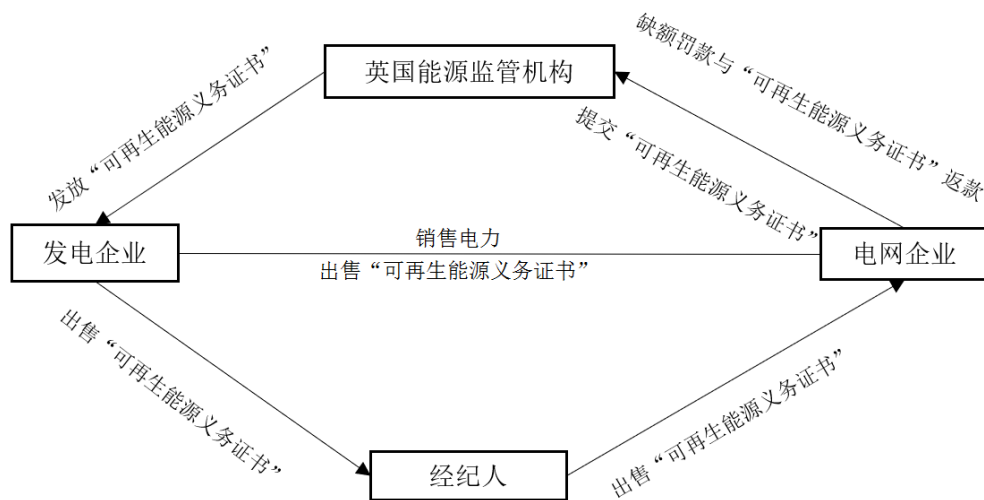 英国能源监管机构
缺额罚款与“可再生能源义务证书”返款
发放“可再生能源义务证书”
提交“可再生能源义务证书”
发电企业
销售电力
出售“可再生能源义务证书”
电网企业
出售“可再生能源义务证书”
出售“可再生能源义务证书”
经纪人